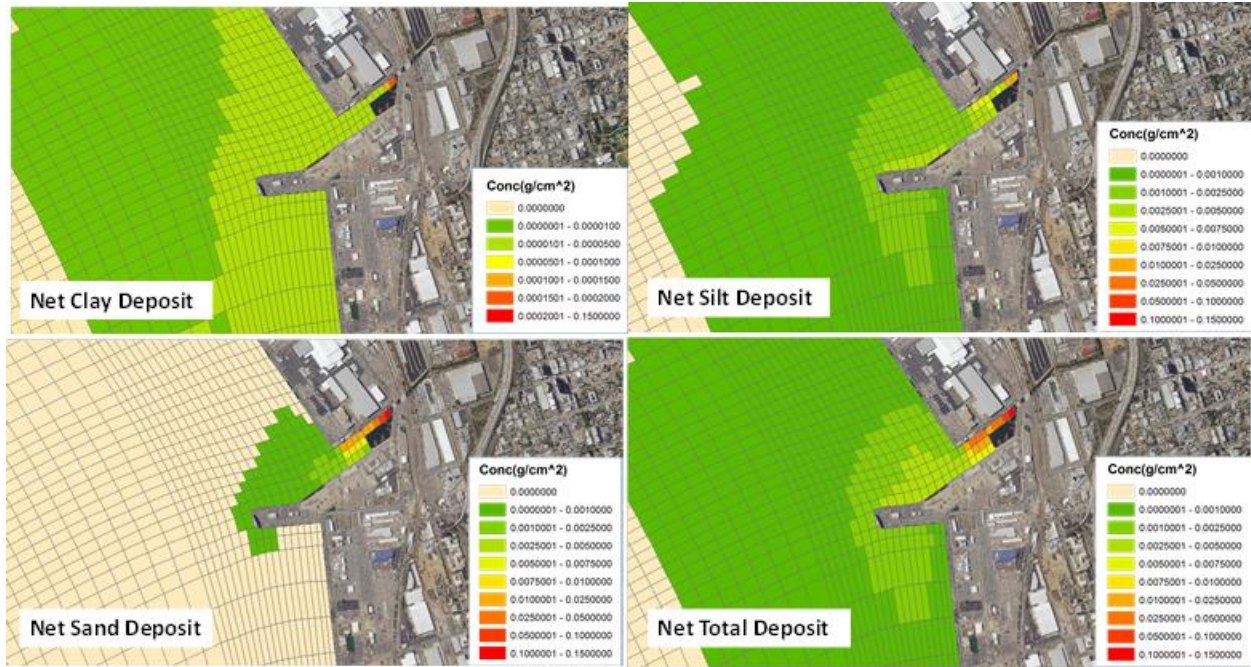 Conc(g/cm^2)
0.0000000
0.0000001 - 0.0000100
0.0000101 - 0.0000500
0.0000501 - 0.0001000
0.0001001 - 0.0001500
0.0001501 - 0.0002000
0.0002001 - 0.1500000
Net Clay Deposit
Conc(g/cm^2)
0.0000000
0.0000001 - 0.0010000
0.0010001 - 0.0025000
0.0025001 - 0.0050000
0.0050001 - 0.0075000
0.0075001 - 0.0100000
0.0100001 - 0.0250000
0.0250001 - 0.0500000
0.0500001 - 0.1000000
0.1000001 - 0.1500000
Net Silt Deposit
Conc(g/cm^2)
0.0000000
0.0000001 - 0.0010000
0.0010001 - 0.0025000
0.0025001 - 0.0050000
0.0050001 - 0.0075000
0.0075001 - 0.0100000
0.0100001 - 0.0250000
0.0250001 - 0.0500000
0.0500001 - 0.1000000
0.1000001 - 0.1500000
Net Sand Deposit
Conc(g/cm^2)
0.0000000
0.0000001 - 0.0010000
0.0010001 - 0.0025000
0.0025001 - 0.0050000
0.0050001 - 0.0075000
0.0075001 - 0.0100000
0.0100001 - 0.0250000
0.0250001 - 0.0500000
0.0500001 - 0.1000000
0.1000001 - 0.1500000
Net Total Deposit